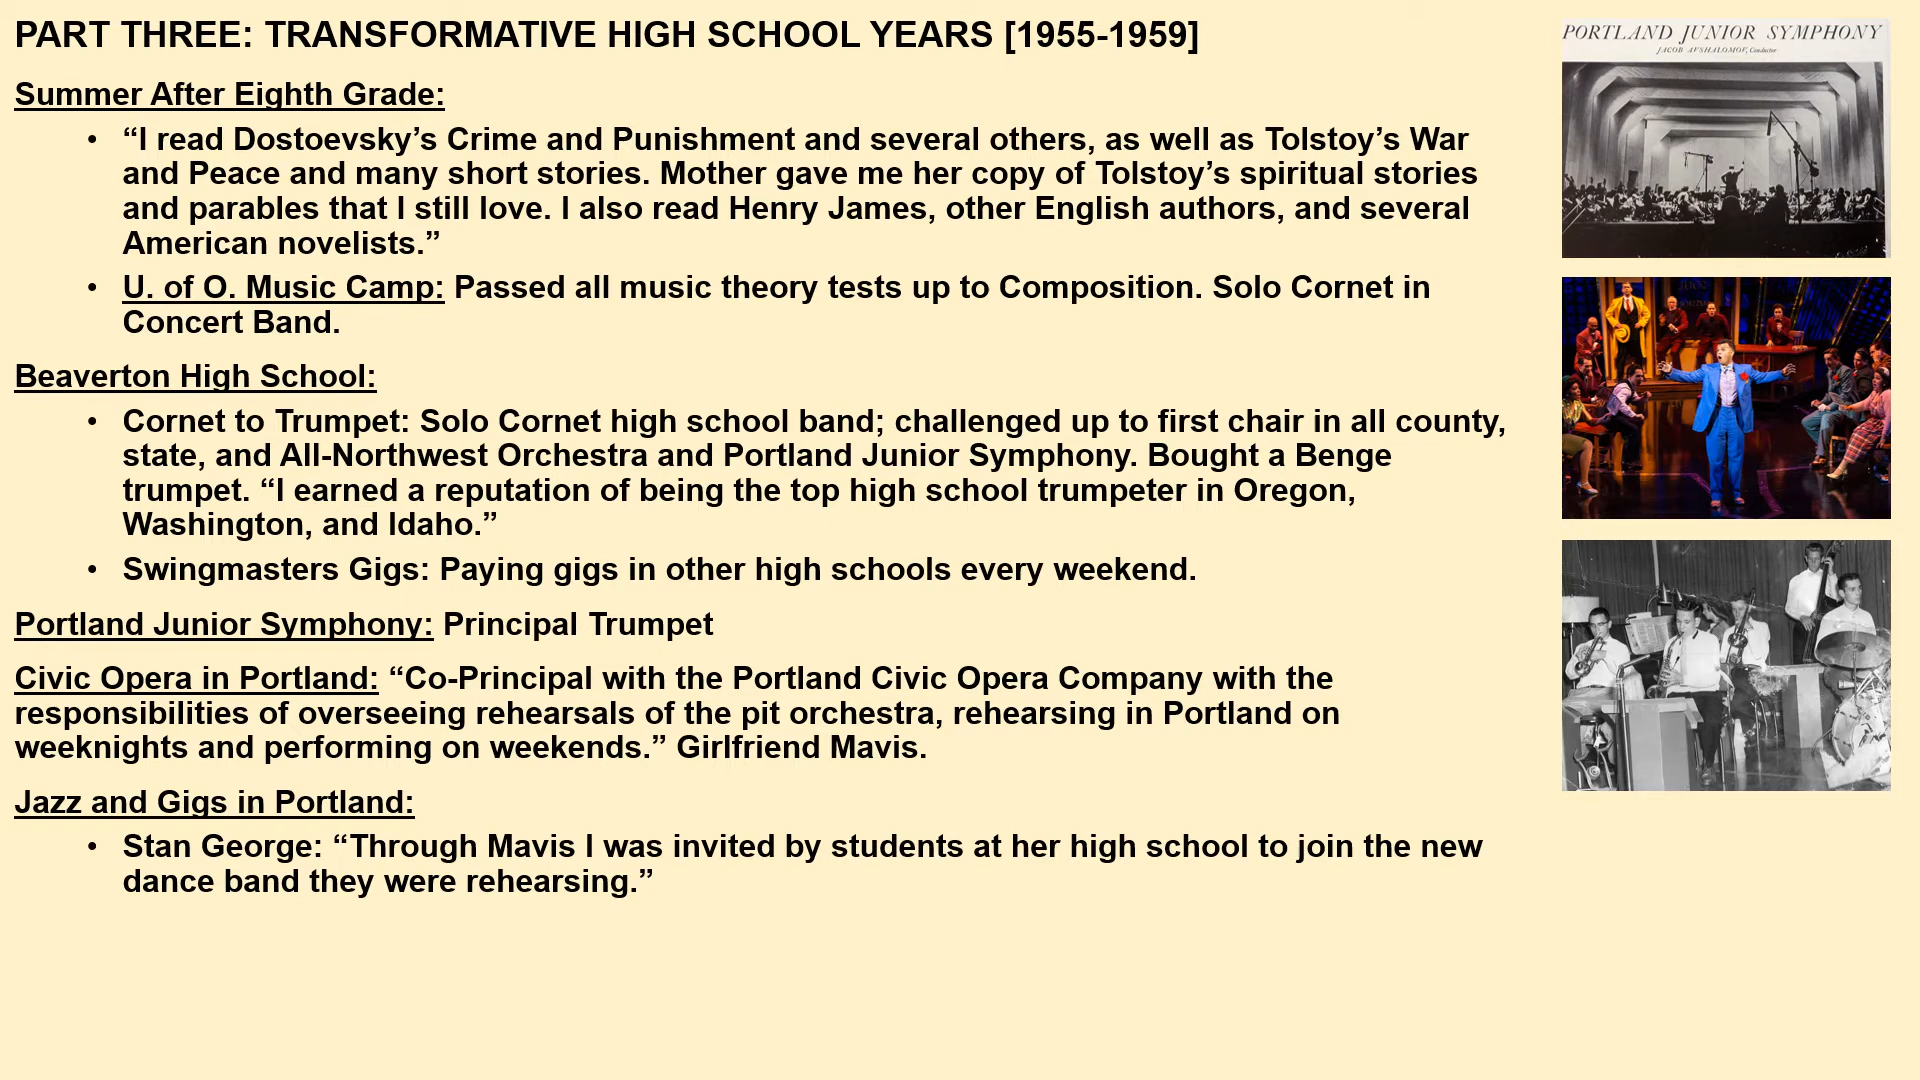 PART THREE: TRANSFORMATIVE HIGH SCHOOL YEARS [1955-1959]
Summer After Eighth Grade:
• “I read Dostoevsky’s Crime and Punishment and several others, as well as Tolstoy’s War
and Peace and many short stories. Mother gave me her copy of Tolstoy’s spiritual stories
and parables that I still love. I also read Henry James, other English authors, and several
American novelists.”
• U. of O. Music Camp: Passed all music theory tests up to Composition. Solo Cornet in
Concert Band.
Beaverton High School:
• Cornet to Trumpet: Solo Cornet high school band; challenged up to first chair in all county,
state, and All-Northwest Orchestra and Portland Junior Symphony. Bought a Benge
trumpet. “I earned a reputation of being the top high school trumpeter in Oregon,
Washington, and Idaho.”
• Swingmasters Gigs: Paying gigs in other high schools every weekend.
Portland Junior Symphony: Principal Trumpet
Civic Opera in Portland: “Co-Principal with the Portland Civic Opera Company with the
responsibilities of overseeing rehearsals of the pit orchestra, rehearsing in Portland on
weeknights and performing on weekends.” Girlfriend Mavis.
Jazz and Gigs in Portland:
• Stan George: “Through Mavis I was invited by students at her high school to join the new
dance band they were rehearsing.”
PORTLAND JUNIOR SYMPHONY
JACOB AVSHALOMOV, Conductor